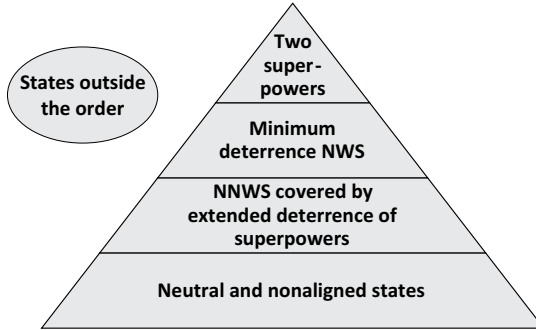 States outside
the order
Two
super-
powers
Minimum
deterrence NWS
NNWS covered by
extended deterrence of
superpowers
Neutral and nonaligned states